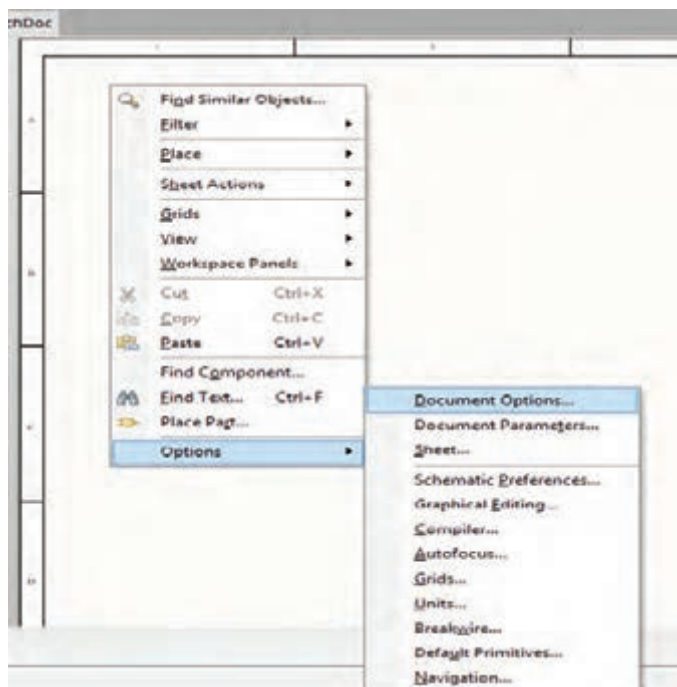 chDoc
Find Similar Objects...
Filter
Place
Sheet Actions
Grids
View
Workspace Panels
Cut Ctrl+X
Copy Ctrl+C
Paste Ctrl+V
Find Component...
Find Text... Ctrl+F
Place Part...
Options
Document Options...
Document Parameters...
Sheet...
Schematic Preferences...
Graphical Editing...
Compiler...
Autofocus...
Grids...
Units...
Breakwire...
Default Primitives...
Navigation...